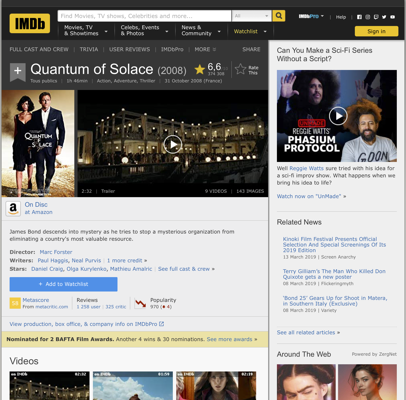 IMDb
Find Movies, TV shows, Celebrities and more...
All
Movies, TV
& Showtimes
Celebs, Events
& Photos
News &
Community
Watchlist
IMDbPro
Help
Sign in
FULL CAST AND CREW | TRIVIA | USER REVIEWS | IMDbPro | MORE
SHARE
Quantum of Solace (2008)
6,6
Rate
This
Tous publics | 1h 46min | Action, Adventure, Thriller | 31 October 2008 (France)
QUANTUM
OF SOLACE
2:32 | Trailer
9 VIDEOS | 143 IMAGES
On Disc
at Amazon
James Bond descends into mystery as he tries to stop a mysterious organization from
eliminating a country's most valuable resource.
Director: Marc Forster
Writers: Paul Haggis, Neal Purvis | 1 more credit »
Stars: Daniel Craig, Olga Kurylenko, Mathieu Amalric | See full cast & crew »
+ Add to Watchlist
Metascore
From metacritic.com
Reviews
1 258 user | 325 critic
Popularity
970
View production, box office, & company info on IMDbPro
Nominated for 2 BAFTA Film Awards. Another 4 wins & 30 nominations. See more awards »
Videos
IMDb
02:32
IMDb
IMDb
Can You Make a Sci-Fi Series
Without a Script?
REGGIE WATTS'
PHASIUM
PROTOCOL
Well Reggie Watts sure tried with his idea for
a sci-fi improv show. What happens when we
bring his idea to life?
Watch now on "UnMade" »
Related News
Kinski Film Festival Presents Official
Selection And Special Screenings Of Its
2019 Edition
13 March 2019 | Screen Anarchy
Terry Gilliam's The Man Who Killed Don
Quixote gets a new poster
08 March 2019 | Flickeringmyth
'Bond 25' Gears Up for Shoot in Matera,
in Southern Italy (Exclusive)
08 March 2019 | Variety
See all related articles »
Around The Web
Powered by ZergNet